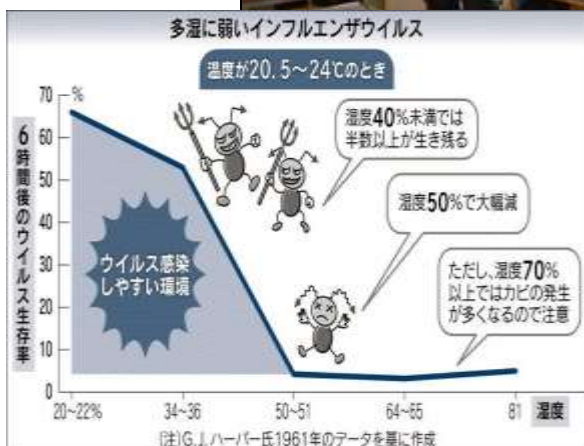 多湿に弱いインフルエンザウイルス
温度が20.5〜24℃のとき
70 %
60
50
40
30
20
10
0
6時間後のウイルス生存率
湿度40%未満では
半数以上が生き残る
湿度50%で大幅減
ただし、湿度70%
以上ではカビの発生
が多くなるので注意
ウイルス感染
しやすい環境
20〜22% 34〜36 50〜51 64〜65 81 湿度
(注)G.J.ハーパー氏1961年のデータを基に作成